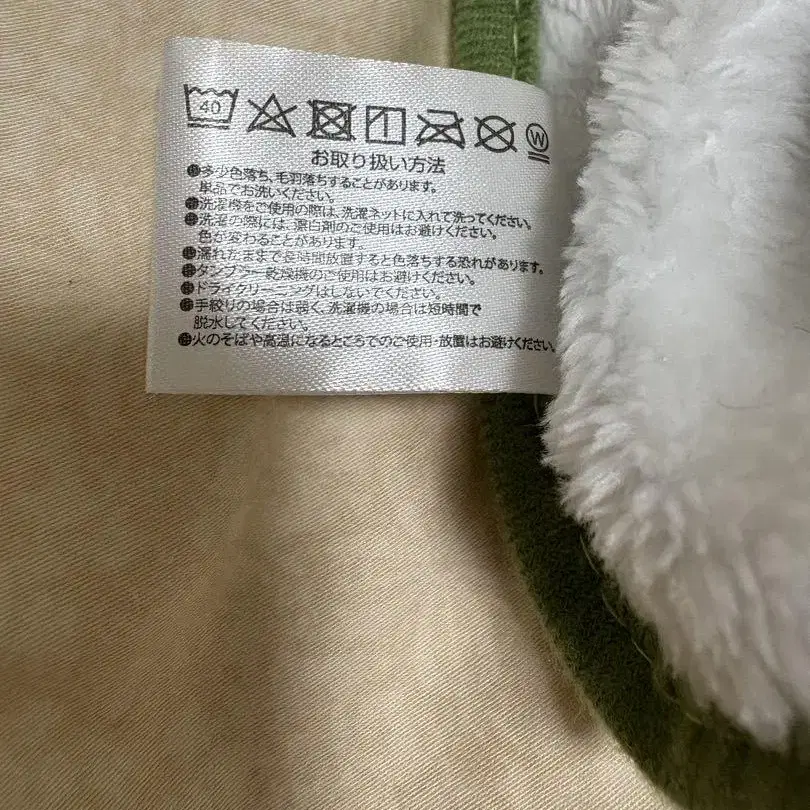 40 W
お取り扱い方法
●多少色落ち、毛羽落ちすることがあります。
単品でお洗いください。
●洗濯機をご使用の際は、洗濯ネットに入れて洗ってください。
●洗濯の際には、漂白剤のご使用はお避けください。
色が変わることがあります。
●濡れたままで長時間放置すると色落ちする恐れがあります。
●タンブラー乾燥機のご使用はお避けください。
●ドライクリーニングはしないでください。
●手絞りの場合は弱く、洗濯機の場合は短時間で
脱水してください。
●火のそばや高温になるところでのご使用・放置はお避けください。